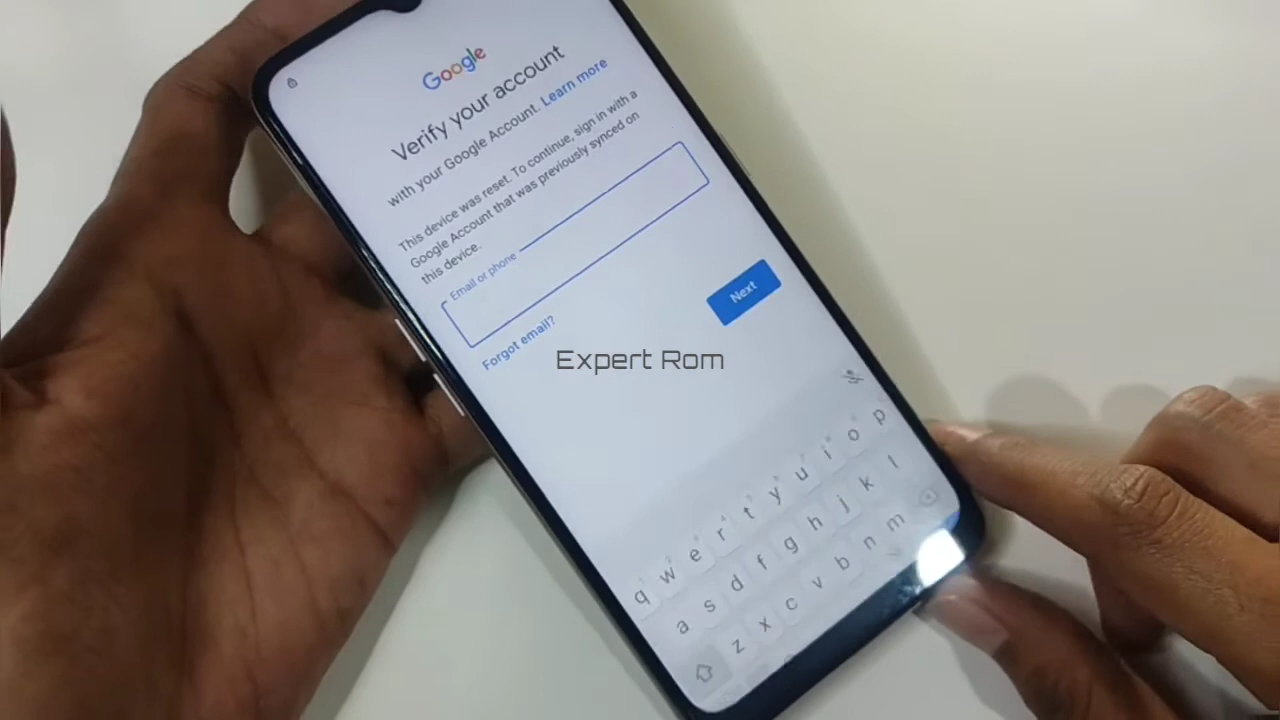 Google
Verify your account
with your Google Account. Learn more
This device was reset. To continue, sign in with a
Google Account that was previously synced on
this device.
Email or phone
Forgot email?
Next
Expert Rom
q w e r t y u i o p
a s d f g h j k l
z x c v b n m